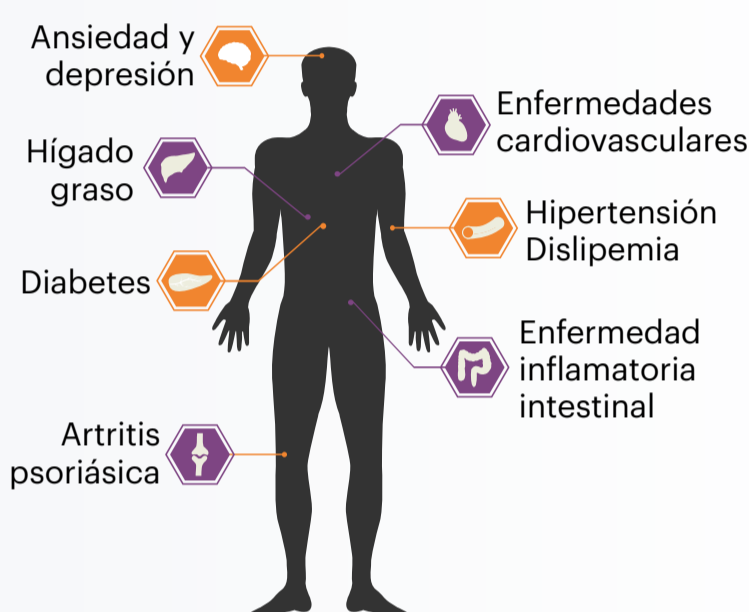 Ansiedad y
depresión
Enfermedades
cardiovasculares
Hígado
graso
Hipertensión
Dislipemia
Diabetes
Enfermedad
inflamatoria
intestinal
Artritis
psoriásica